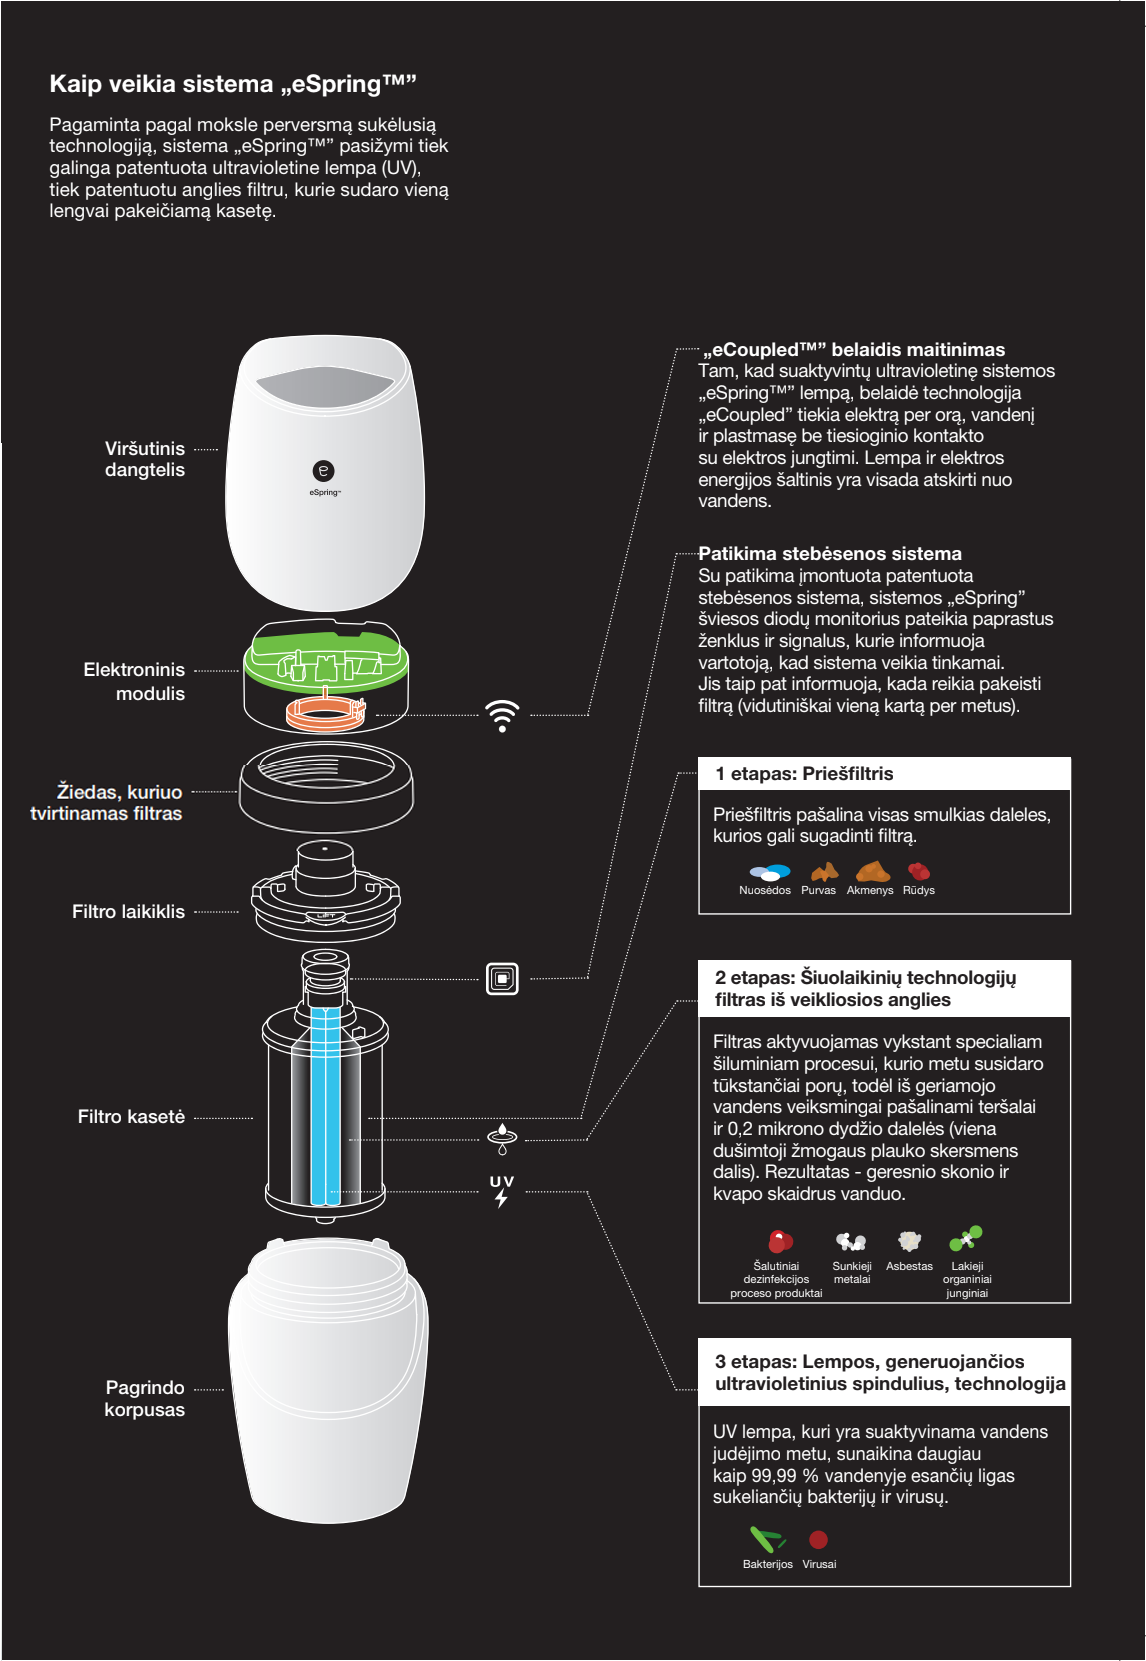 Kaip veikia sistema „eSpring™”
Pagaminta pagal moksle perversmą sukėlusią
technologiją, sistema „eSpring™” pasižymi tiek
galinga patentuota ultravioletine lempa (UV),
tiek patentuotu anglies filtru, kurie sudaro vieną
lengvai pakeičiamą kasetę.
Viršutinis
dangtelis
eSpring™
Elektroninis
modulis
Žiedas, kuriuo
tvirtinamas filtras
Filtro laikiklis
LIFT
Filtro kasetė
UV
Pagrindo
korpusas
„eCoupled™” belaidis maitinimas
Tam, kad suaktyvintų ultravioletinę sistemos
„eSpring™” lempą, belaidė technologija
„eCoupled” tiekia elektrą per orą, vandenį
ir plastmasę be tiesioginio kontakto
su elektros jungtimi. Lempa ir elektros
energijos šaltinis yra visada atskirti nuo
vandens.
Patikima stebėsenos sistema
Su patikima įmontuota patentuota
stebėsenos sistema, sistemos „eSpring”
šviesos diodų monitorius pateikia paprastus
ženklus ir signalus, kurie informuoja
vartotoją, kad sistema veikia tinkamai.
Jis taip pat informuoja, kada reikia pakeisti
filtrą (vidutiniškai vieną kartą per metus).
1 etapas: Priešfiltris
Priešfiltris pašalina visas smulkias daleles,
kurios gali sugadinti filtrą.
Nuosėdos Purvas Akmenys Rūdys
2 etapas: Šiuolaikinių technologijų
filtras iš veikliosios anglies
Filtras aktyvuojamas vykstant specialiam
šiluminiam procesui, kurio metu susidaro
tūkstančiai porų, todėl iš geriamojo
vandens veiksmingai pašalinami teršalai
ir 0,2 mikrono dydžio dalelės (viena
dušimtoji žmogaus plauko skersmens
dalis). Rezultatas - geresnio skonio ir
kvapo skaidrus vanduo.
Šalutiniai
dezinfekcijos
proceso produktai
Sunkieji
metalai
Asbestas
Lakieji
organiniai
junginiai
3 etapas: Lempos, generuojančios
ultravioletinius spindulius, technologija
UV lempa, kuri yra suaktyvinama vandens
judėjimo metu, sunaikina daugiau
kaip 99,99 % vandenyje esančių ligas
sukeliančių bakterijų ir virusų.
Bakterijos Virusai